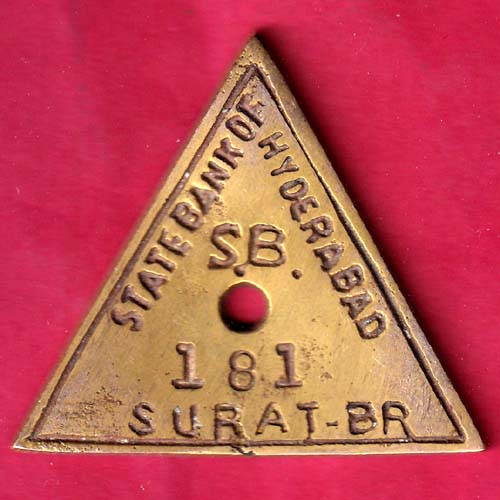 STATE BANK OF
HYDERABAD
S.B.
181
SURAT-BR